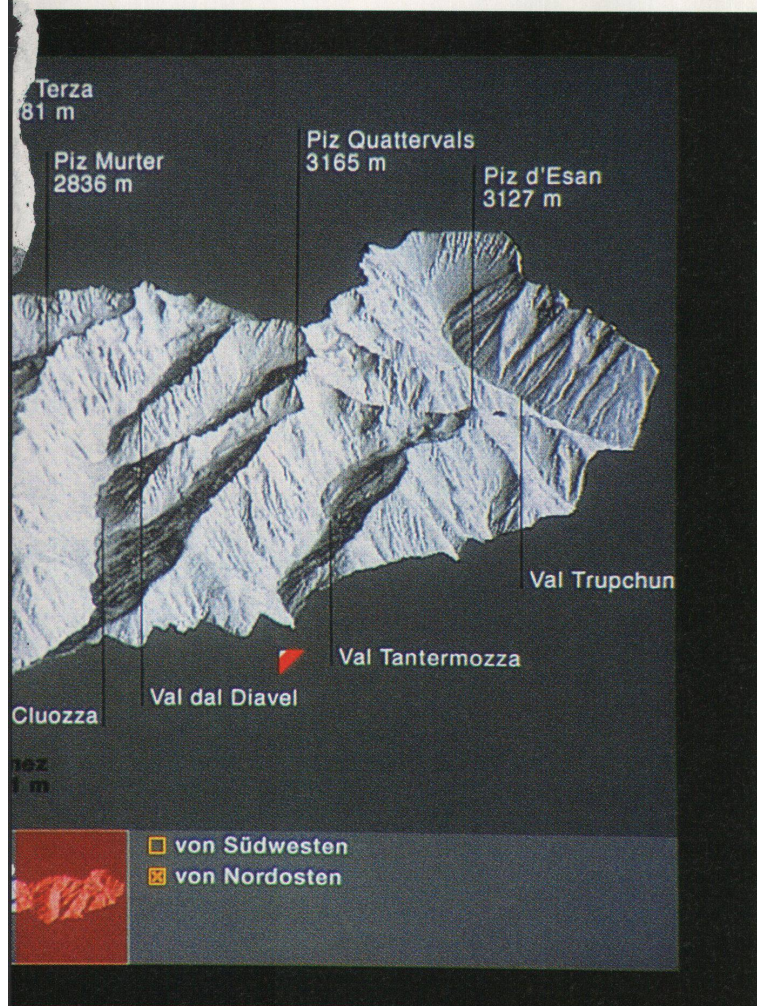 Terza
81 m
Piz Murter
2836 m
Piz Quattervals
3165 m
Piz d'Esan
3127 m
Val Trupchun
Val Tantermozza
Val dal Diavel
Cluozza
nez
m
von Südwesten
von Nordosten